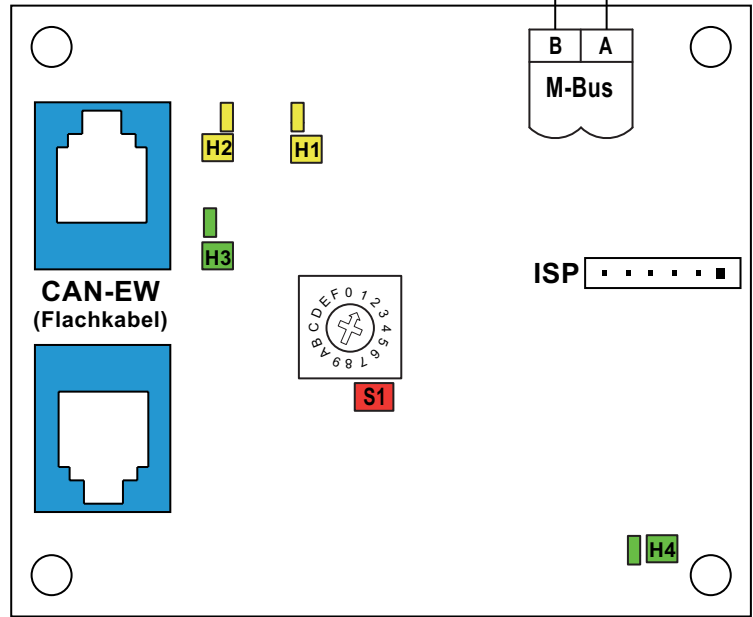 B A
M-Bus
H2
H1
H3
ISP
CAN-EW
(Flachkabel)
0 1 2 3 4 5 6 7 8 9 A B C D E F
S1
H4